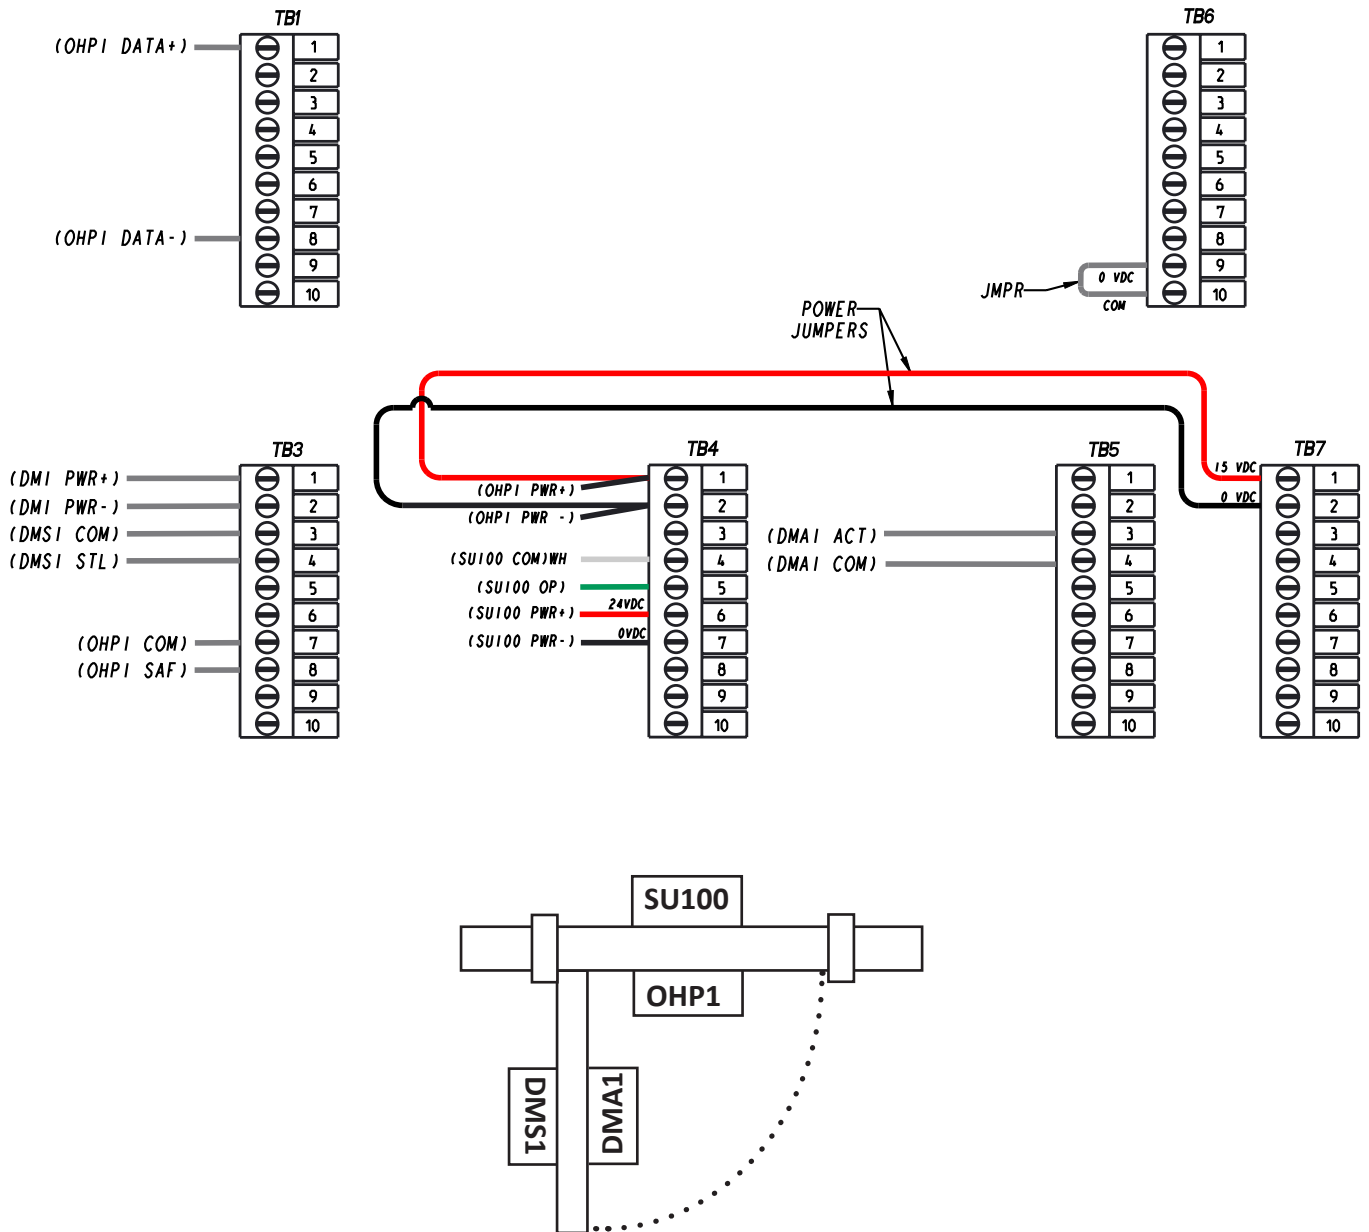 TB1
(OHP1 DATA+)
1
2
3
4
5
6
7
(OHP1 DATA-)
8
9
10
TB6
1
2
3
4
5
6
7
8
9
10
0 VDC
JMPR
COM
POWER
JUMPERS
TB3
(DM1 PWR+)
1
(DM1 PWR-)
2
(DMS1 COM)
3
(DMS1 STL)
4
5
6
(OHP1 COM)
7
(OHP1 SAF)
8
9
10
TB4
(OHP1 PWR+)
1
(OHP1 PWR -)
2
3
(SU100 COM)WH
4
(SU100 OP)
5
(SU100 PWR+)
24VDC
6
(SU100 PWR-)
0VDC
7
8
9
10
TB5
1
2
(DMA1 ACT)
3
(DMA1 COM)
4
5
6
7
8
9
10
TB7
15 VDC
1
0 VDC
2
3
4
5
6
7
8
9
10
SU100
OHP1
DMS1
DMA1